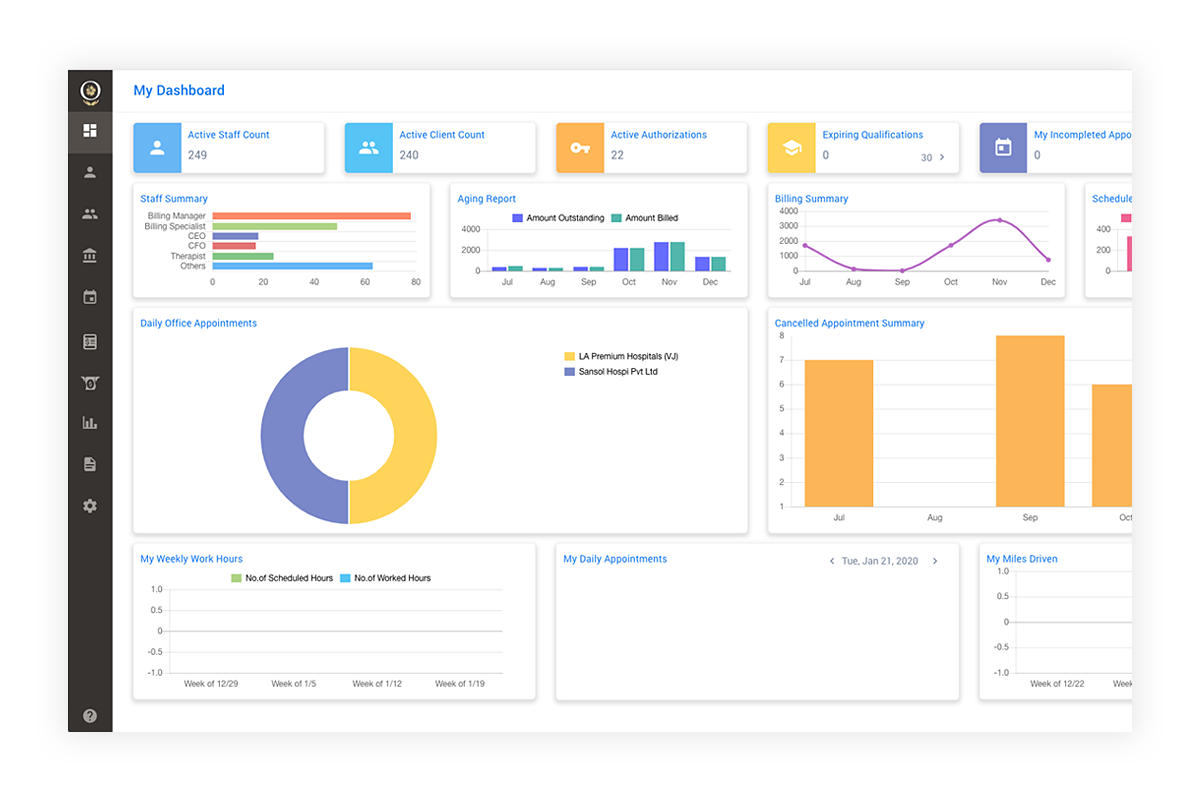 My Dashboard
Active Staff Count
249
Active Client Count
240
Active Authorizations
22
Expiring Qualifications
0
30
My Incompleted Appo
0
Staff Summary
Billing Manager
Billing Specialist
CEO
CFO
Therapist
Others
0 20 40 60 80
Aging Report
Amount Outstanding Amount Billed
4000
2000
0
Jul Aug Sep Oct Nov Dec
Billing Summary
4000
3000
2000
1000
0
Jul Aug Sep Oct Nov Dec
Schedule
400
200
0
Daily Office Appointments
LA Premium Hospitals (VJ)
Sansol Hospi Pvt Ltd
Cancelled Appointment Summary
8
7
6
5
4
3
2
1
Jul Aug Sep Oct
My Weekly Work Hours
No.of Scheduled Hours No.of Worked Hours
1.0
0.5
0
-0.5
-1.0
Week of 12/29 Week of 1/5 Week of 1/12 Week of 1/19
My Daily Appointments
Tue, Jan 21, 2020
My Miles Driven
1.0
0.5
0
-0.5
-1.0
Week of 12/22 Week